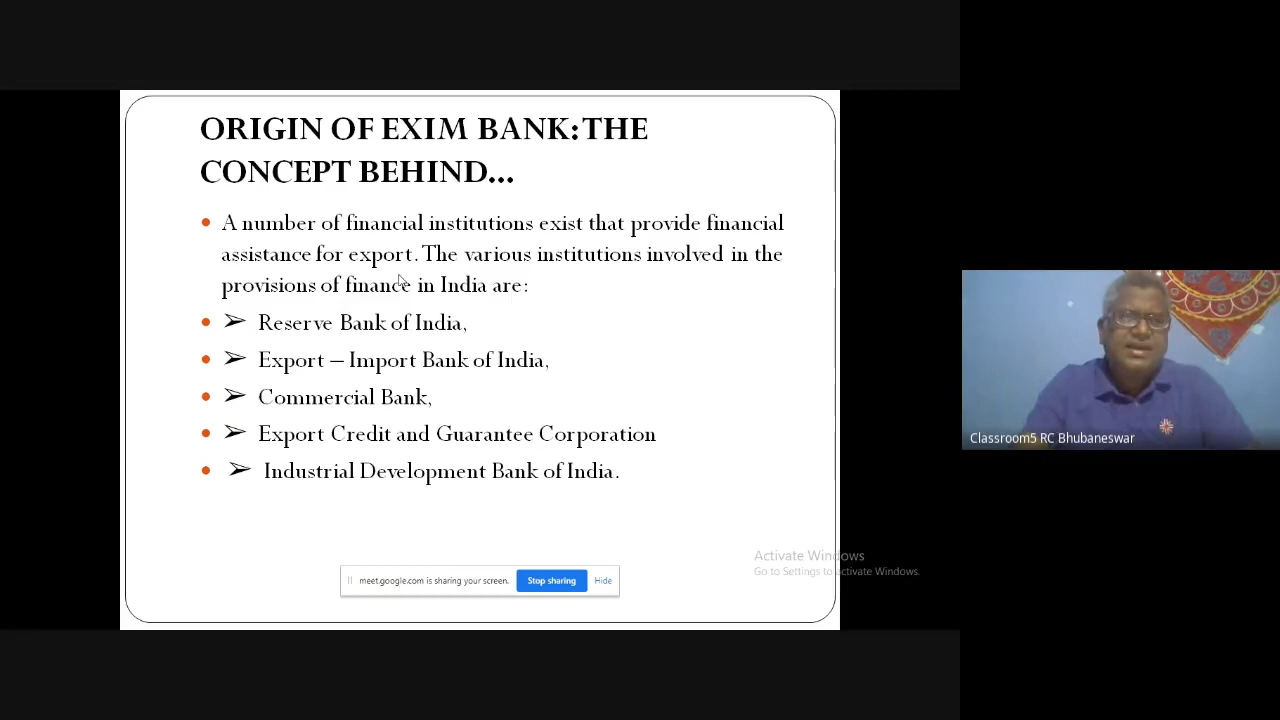 ORIGIN OF EXIM BANK: THE
CONCEPT BEHIND...
• A number of financial institutions exist that provide financial
assistance for export. The various institutions involved in the
provisions of finance in India are:
• ➢ Reserve Bank of India,
• ➢ Export – Import Bank of India,
• ➢ Commercial Bank,
• ➢ Export Credit and Guarantee Corporation
• ➢ Industrial Development Bank of India.
Classroom5 RC Bhubaneswar
Activate Windows
Go to Settings to activate Windows.
meet.google.com is sharing your screen. Stop sharing Hide